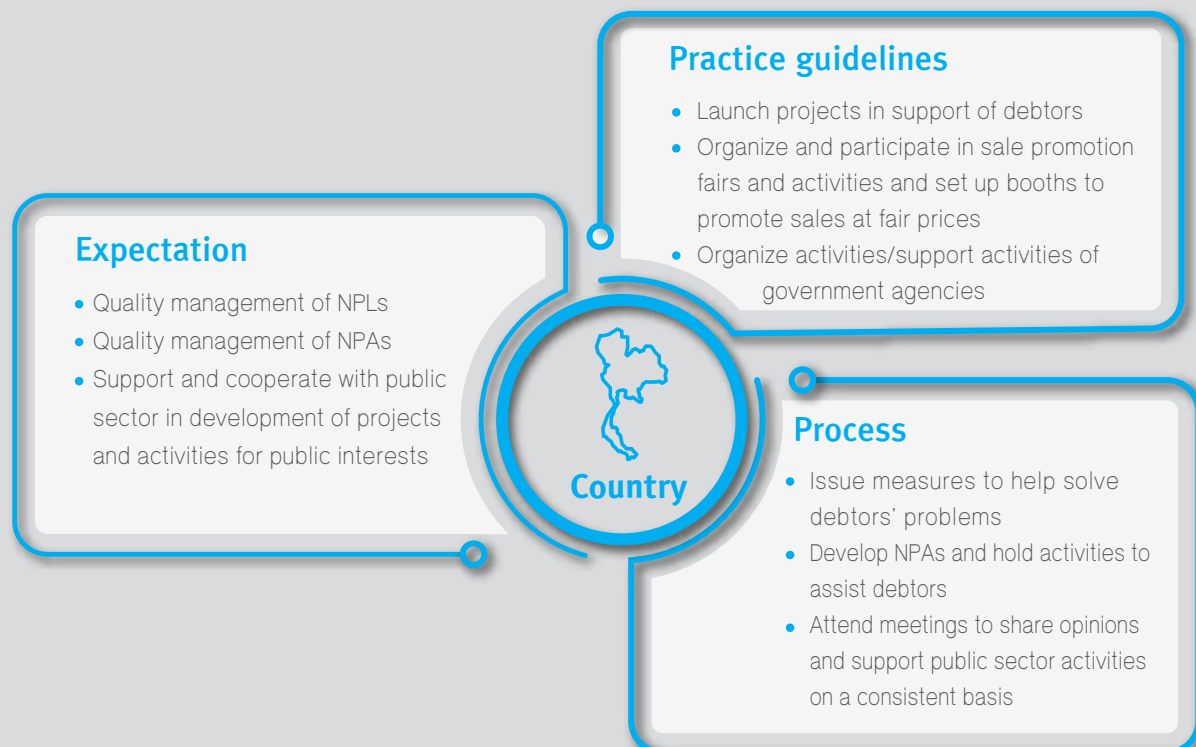 Practice guidelines
• Launch projects in support of debtors
• Organize and participate in sale promotion
fairs and activities and set up booths to
promote sales at fair prices
• Organize activities/support activities of
government agencies
Expectation
• Quality management of NPLs
• Quality management of NPAs
• Support and cooperate with public
sector in development of projects
and activities for public interests
Country
Process
• Issue measures to help solve
debtors’ problems
• Develop NPAs and hold activities to
assist debtors
• Attend meetings to share opinions
and support public sector activities
on a consistent basis